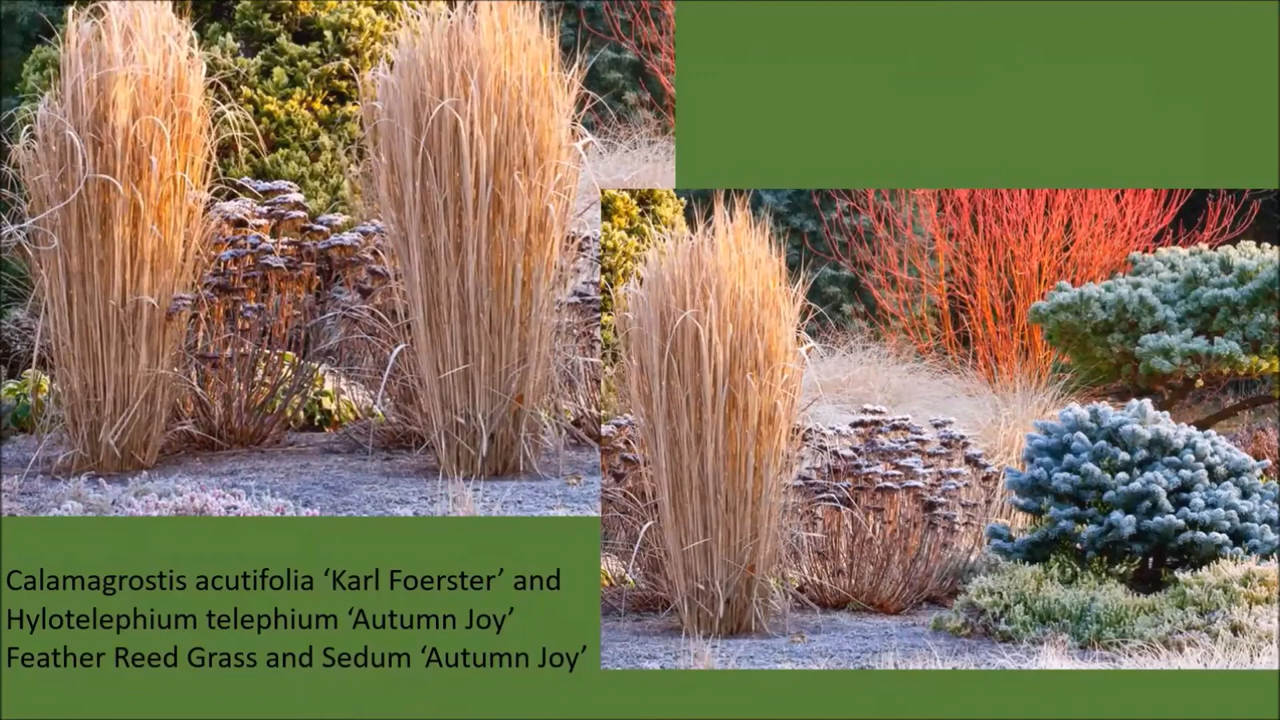 Calamagrostis acutifolia ‘Karl Foerster’ and
Hylotelephium telephium ‘Autumn Joy’
Feather Reed Grass and Sedum ‘Autumn Joy’